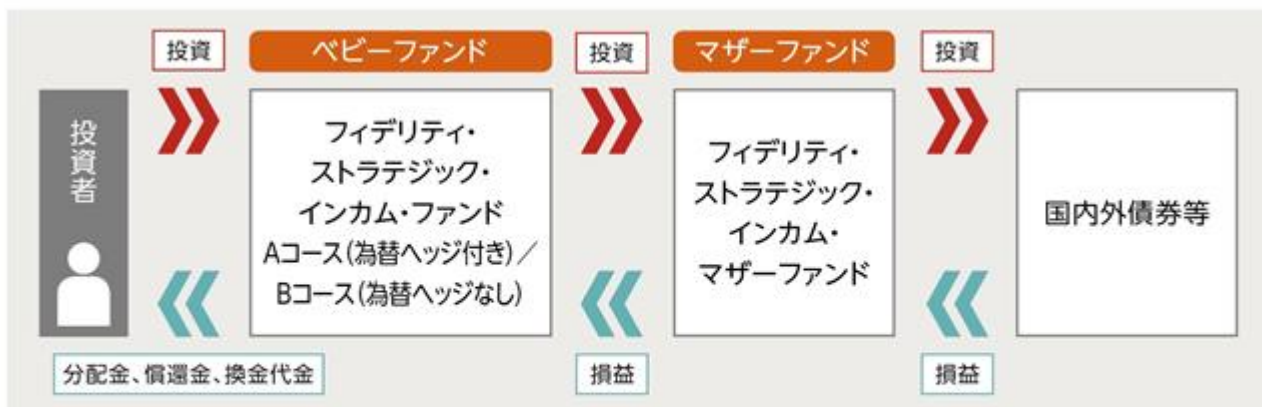 投資
ベビーファンド
投資
マザーファンド
投資
投資者
フィデリティ・
ストラテジック・
インカム・ファンド
Aコース(為替ヘッジ付き)／
Bコース(為替ヘッジなし)
フィデリティ・
ストラテジック・
インカム・
マザーファンド
国内外債券等
分配金、償還金、換金代金
損益
損益